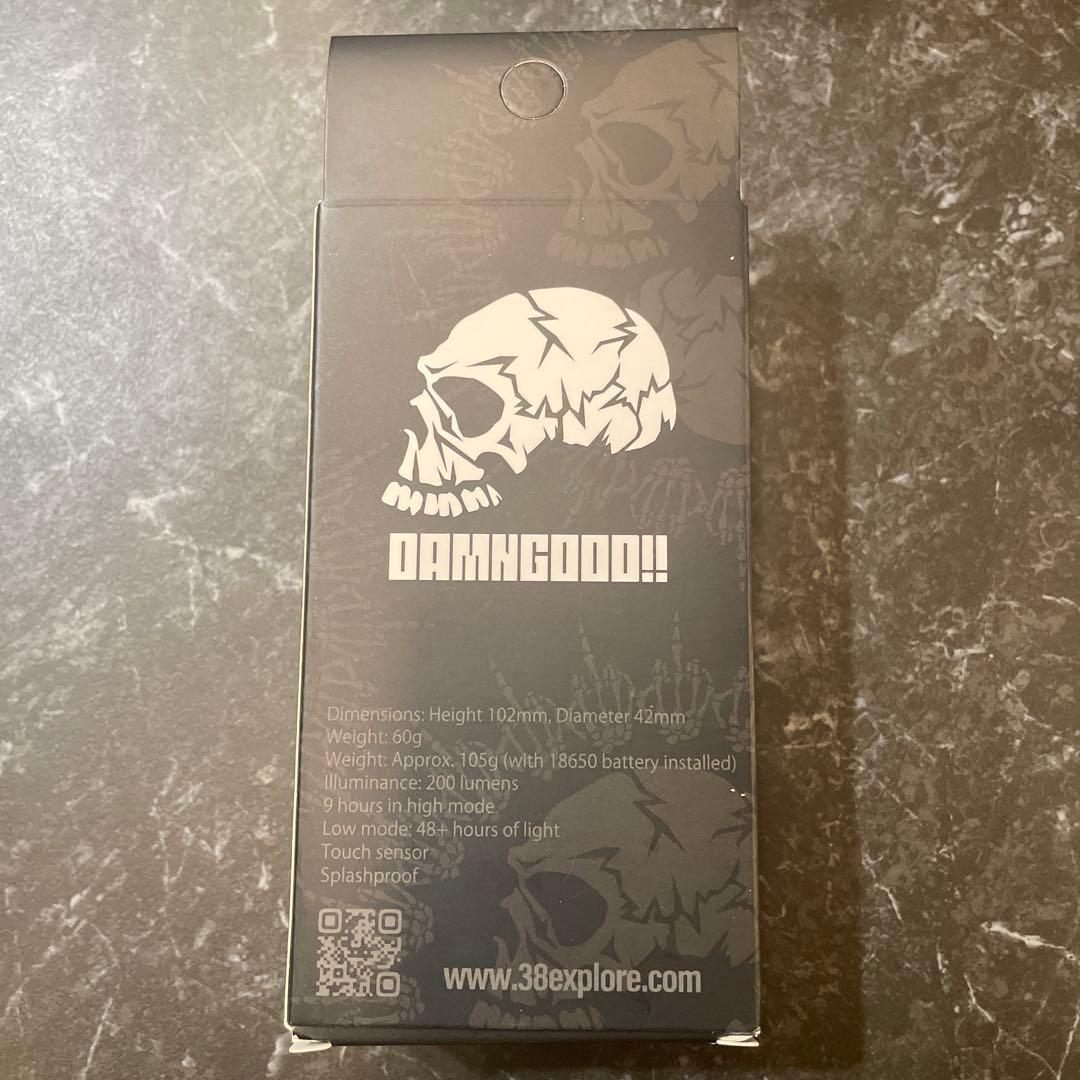 DAMNGOOD!!
Dimensions: Height 102mm, Diameter 42mm
Weight: 60g
Weight: Approx. 105g (with 18650 battery installed)
Illuminance: 200 lumens
9 hours in high mode
Low mode: 48+ hours of light
Touch sensor
Splashproof
www.38explore.com